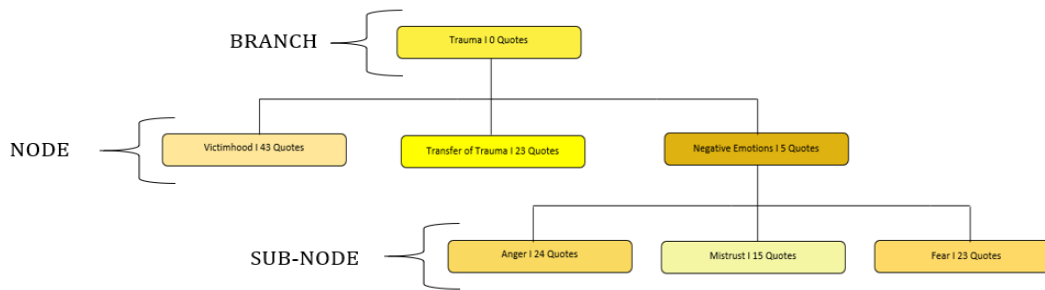 BRANCH
Trauma I 0 Quotes
NODE
Victimhood I 43 Quotes
Transfer of Trauma I 23 Quotes
Negative Emotions I 5 Quotes
SUB-NODE
Anger I 24 Quotes
Mistrust I 15 Quotes
Fear I 23 Quotes